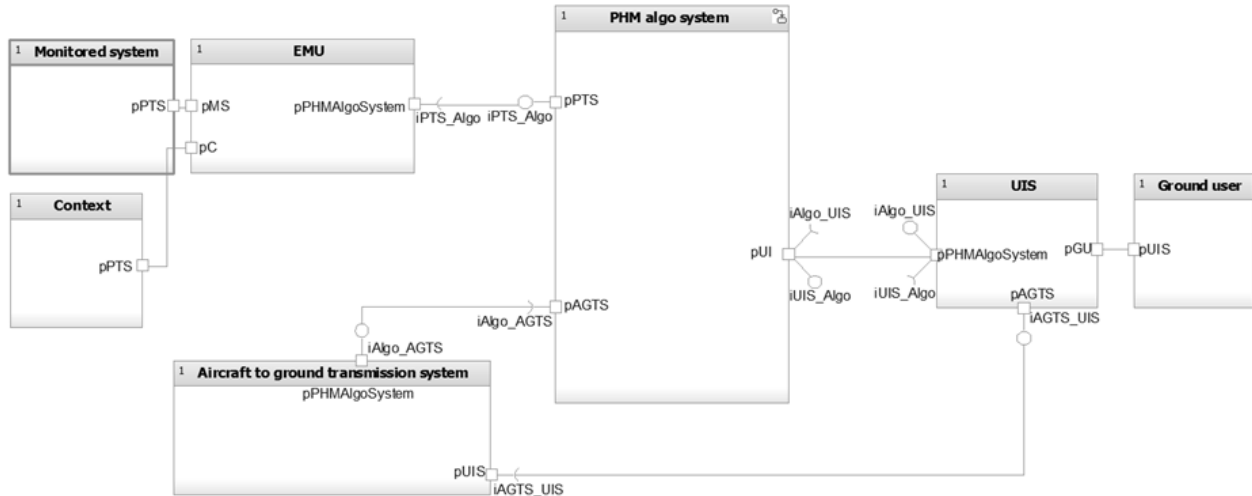 1 PHM algo system
1 Monitored system
1 EMU
pPTS
pMS
pPHMAlgoSystem
iPTS_Algo
iPTS_Algo
pPTS
pC
1 Context
pPTS
1 UIS
1 Ground user
iAlgo_UIS
iAlgo_UIS
pUI
pPHMAlgoSystem
pGU
pUIS
iUIS_Algo
iUIS_Algo
pAGTS
iAGTS_UIS
pAGTS
iAlgo_AGTS
iAlgo_AGTS
1 Aircraft to ground transmission system
pPHMAlgoSystem
pUIS
iAGTS_UIS